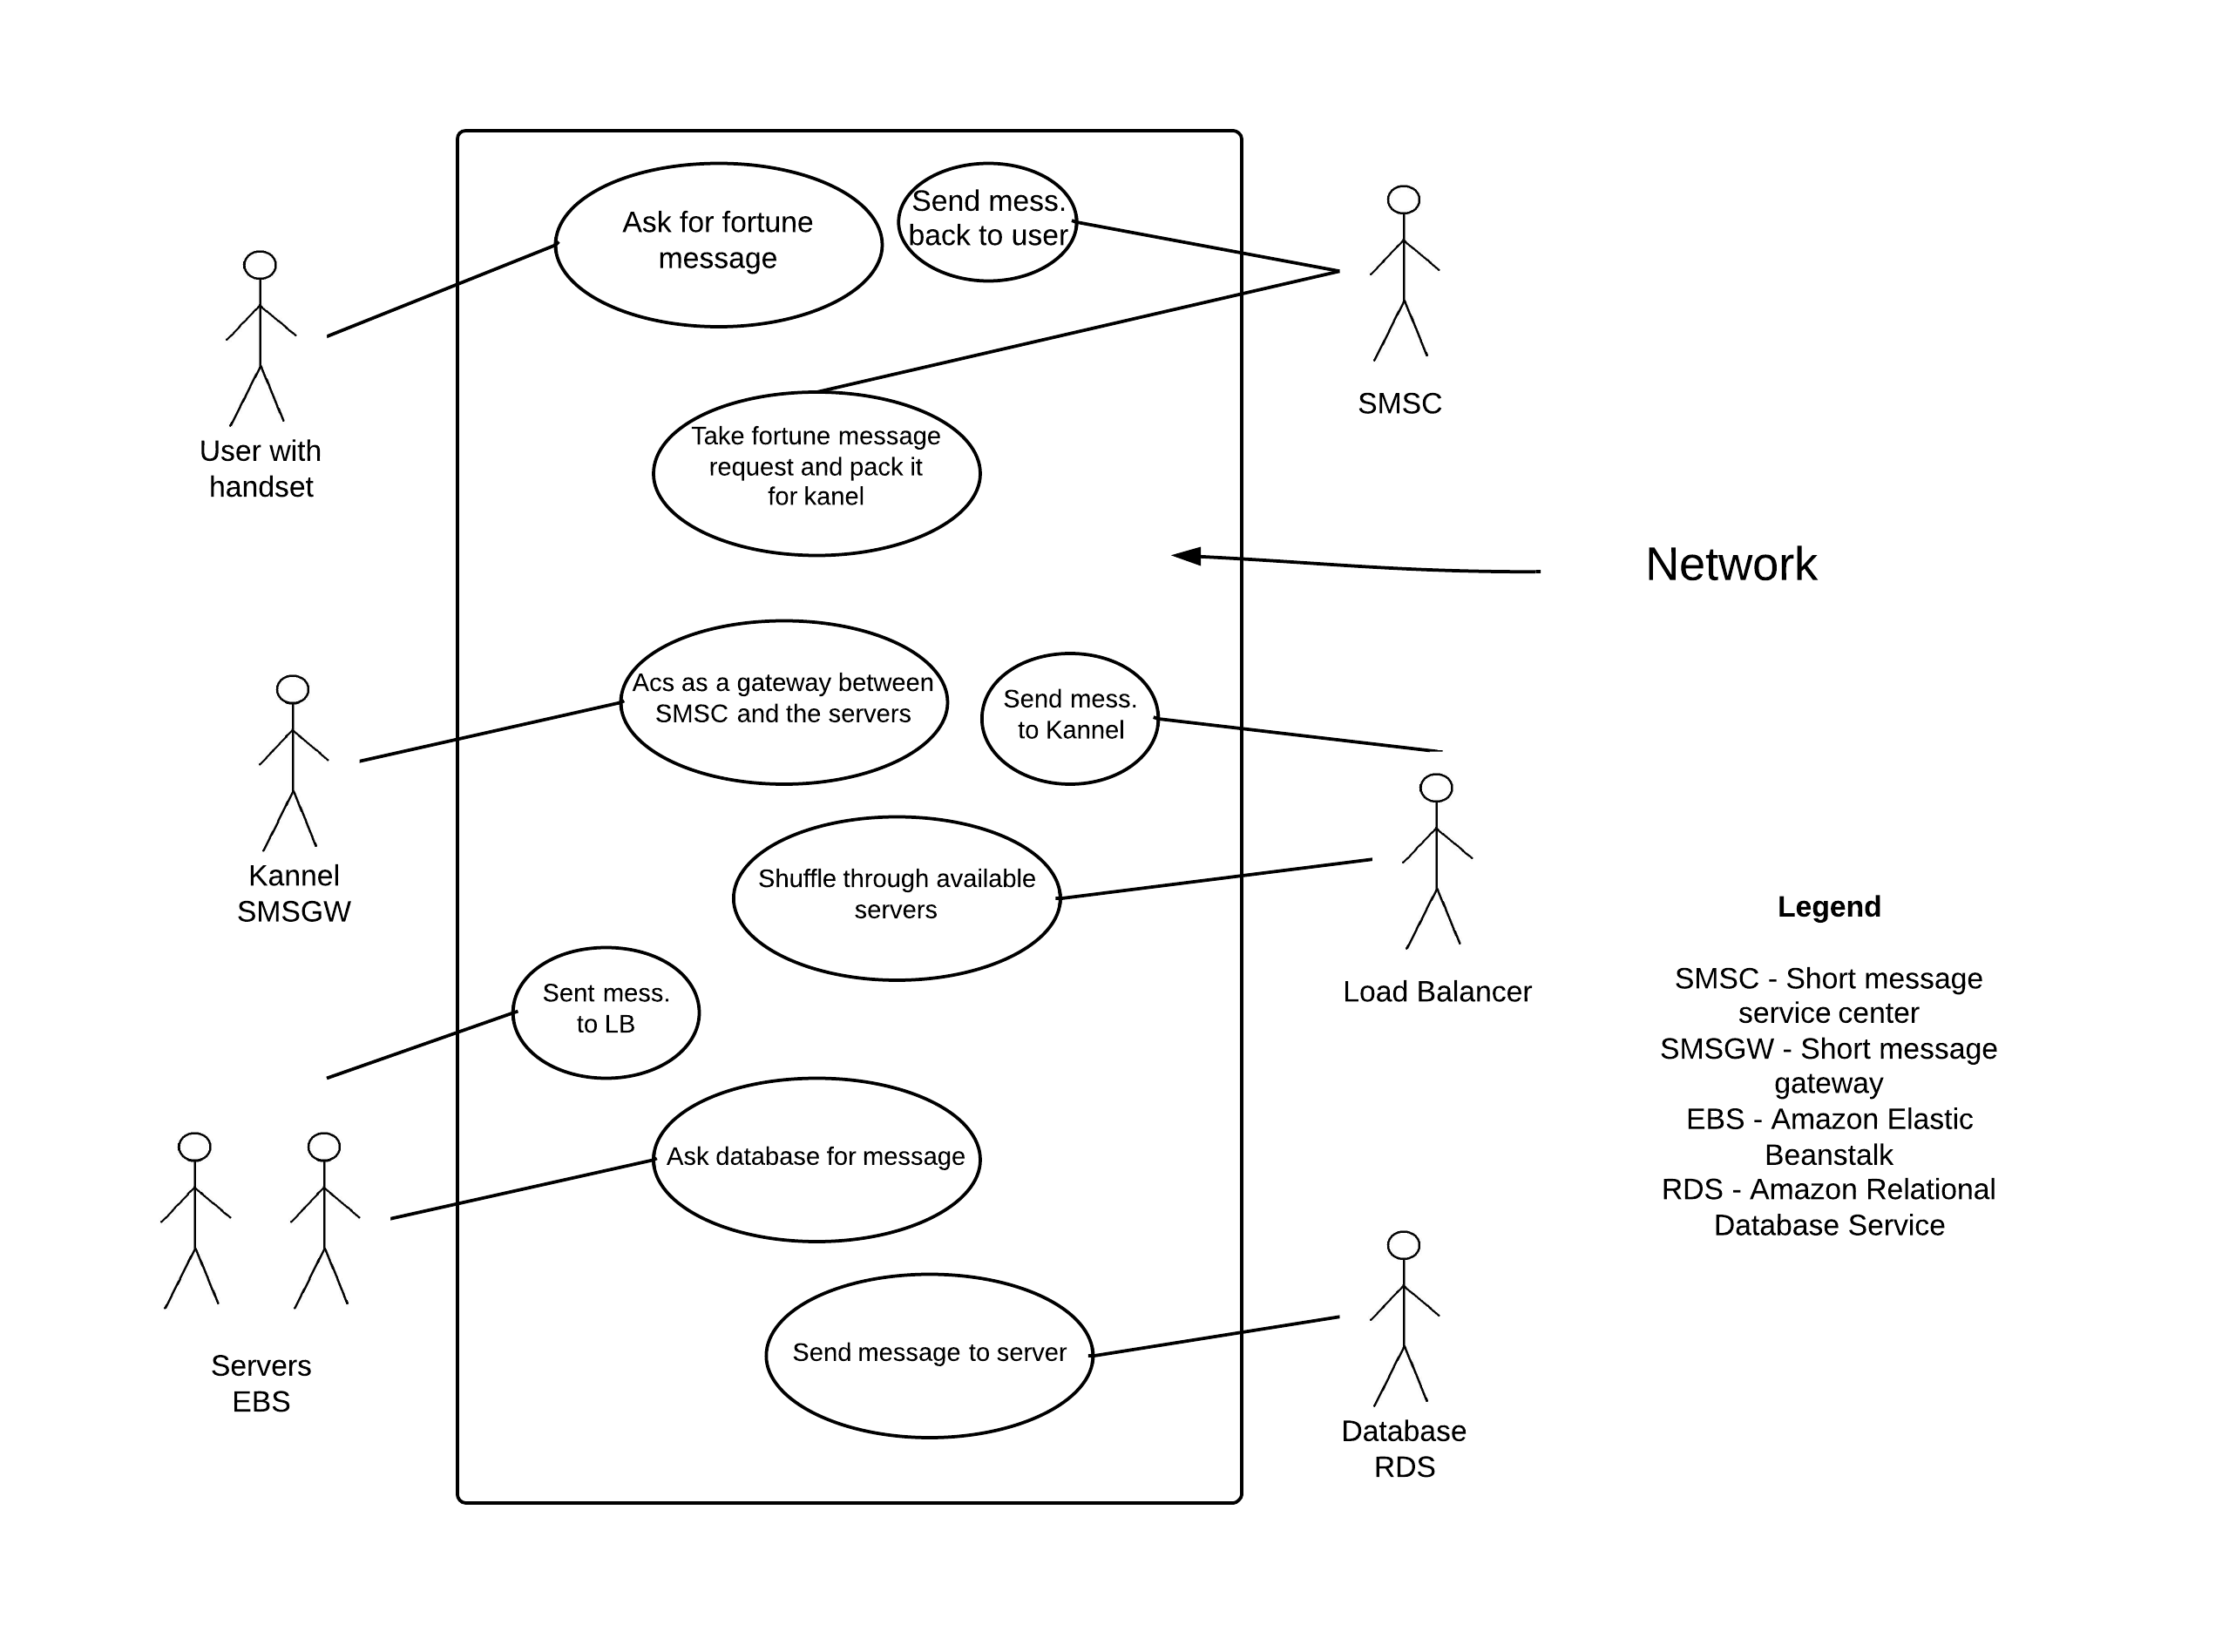 Ask for fortune
message
Send mess.
back to user
User with
handset
SMSC
Take fortune message
request and pack it
for kanel
Network
Acs as a gateway between
SMSC and the servers
Send mess.
to Kannel
Kannel
SMSGW
Shuffle through available
servers
Load Balancer
Sent mess.
to LB
Ask database for message
Servers
EBS
Send message to server
Database
RDS
Legend
SMSC - Short message
service center
SMSGW - Short message
gateway
EBS - Amazon Elastic
Beanstalk
RDS - Amazon Relational
Database Service